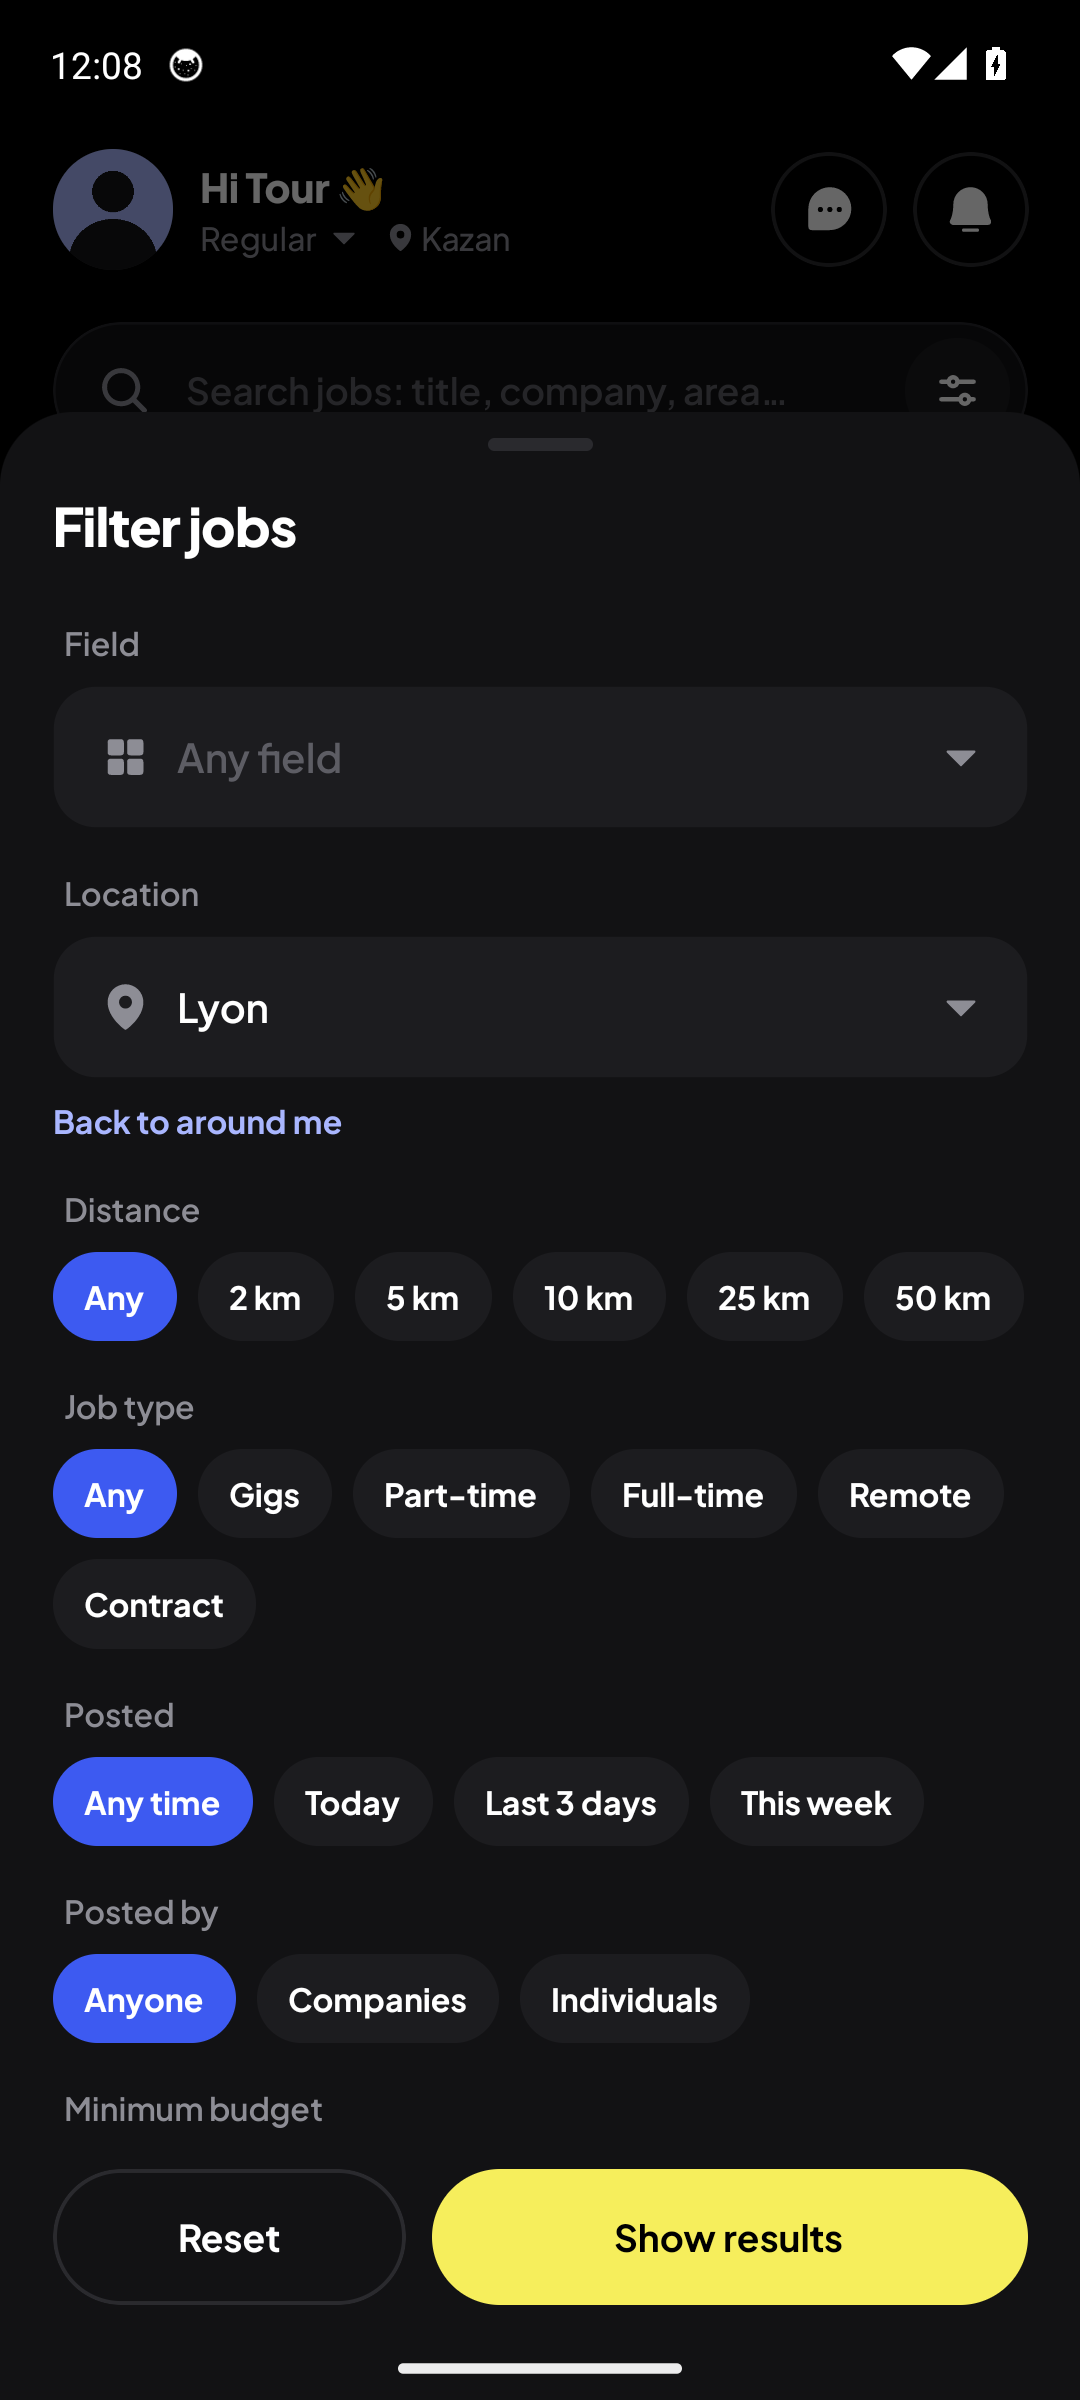 12:08
Hi Tour 👋
Regular Kazan
Search jobs: title, company, area...
Filter jobs
Field
Any field
Location
Lyon
Back to around me
Distance
Any 2 km 5 km 10 km 25 km 50 km
Job type
Any Gigs Part-time Full-time Remote
Contract
Posted
Any time Today Last 3 days This week
Posted by
Anyone Companies Individuals
Minimum budget
Reset Show results